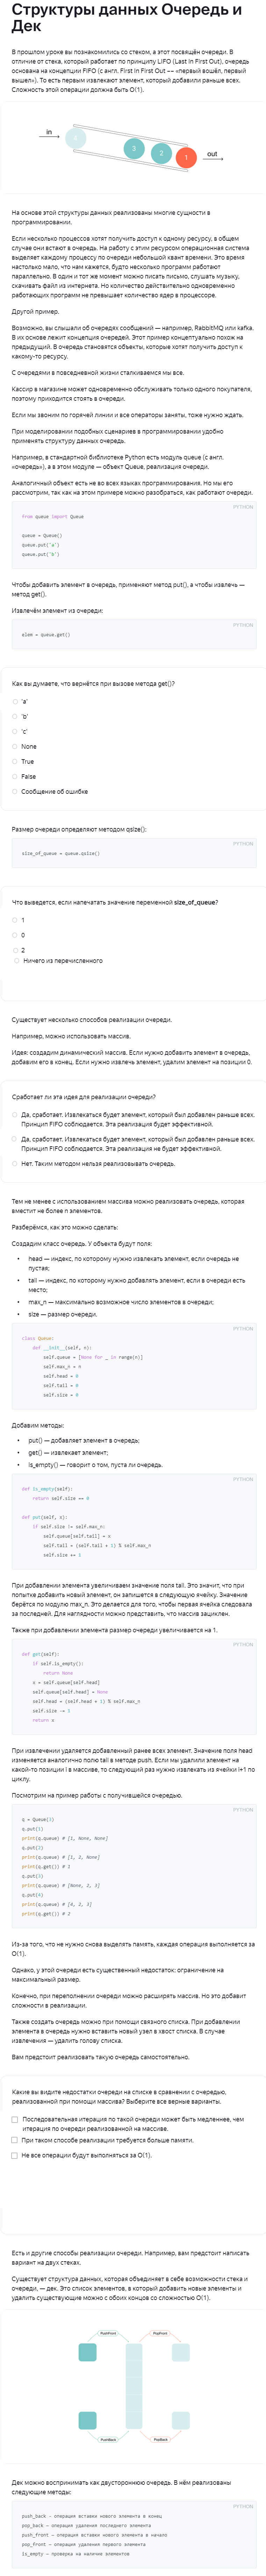 Структуры данных Очередь и
Дек
В прошлом уроке вы познакомились со стеком, а этот посвящён очереди. В
отличие от стека, который работает по принципу LIFO (Last In First Out), очередь
основана на концепции FIFO (с англ. First In First Out −− «первый вошёл, первый
вышел»). То есть первым извлекают элемент, который добавили раньше всех.
Сложность этой операции должна быть O(1).
in
1
3
2
1
out
На основе этой структуры данных реализованы многие сущности в
программировании.
Если несколько процессов хотят получить доступ к одному ресурсу, в общем
случае они встают в очередь. На работу с этим ресурсом операционная система
выделяет каждому процессу по очереди небольшой квант времени. Это время
настолько мало, что нам кажется, будто несколько программ работают
параллельно. В один и тот же момент можно писать письмо, слушать музыку,
скачивать файл из интернета. Но количество действительно одновременно
работающих программ не превышает количество ядер в процессоре.
Другой пример.
Возможно, вы слышали об очередях сообщений — например, RabbitMQ или kafka.
В их основе лежит концепция очередей. Этот пример концептуально похож на
предыдущий. В очередь становятся объекты, которые хотят получить доступ к
какому-то ресурсу.
С очередями в повседневной жизни сталкиваемся мы все.
Кассир в магазине может одновременно обслуживать только одного покупателя,
поэтому приходится стоять в очереди.
Если мы звоним по горячей линии и все операторы заняты, тоже нужно ждать.
При моделировании подобных сценариев в программировании удобно
применять структуру данных очередь.
Например, в стандартной библиотеке Python есть модуль queue (с англ.
«очередь»), а в этом модуле — объект Queue, реализации очереди.
Аналогичный объект есть не во всех языках программирования. Но мы его
рассмотрим, так как на этом примере можно разобраться, как работают очереди.
PYTHON
from queue import Queue
queue = Queue()
queue.put('a')
queue.put('b')
Чтобы добавить элемент в очередь, применяют метод put(), а чтобы извлечь —
метод get().
Извлечём элемент из очереди:
PYTHON
elem = queue.get()
Как вы думаете, что вернётся при вызове метода get()?
'a'
'b'
'c'
None
True
False
Сообщение об ошибке
Размер очереди определяют методом qsize():
PYTHON
size_of_queue = queue.qsize()
Что выведется, если напечатать значение переменной size_of_queue?
1
0
2
Ничего из перечисленного
Существует несколько способов реализации очереди.
Например, можно использовать массив.
Идея: создадим динамический массив. Если нужно добавить элемент в очередь,
добавим его в конец. Если нужно извлечь элемент, удалим элемент на позиции 0.
Сработает ли эта идея для реализации очереди?
Да, сработает. Извлекаться будет элемент, который был добавлен раньше всех.
Принцип FIFO соблюдается. Эта реализация будет эффективной.
Да, сработает. Извлекаться будет элемент, который был добавлен раньше всех.
Принцип FIFO соблюдается. Эта реализация не будет эффективной.
Нет. Таким методом нельзя реализовывать очередь.
Тем не менее с использованием массива можно реализовать очередь, которая
вместит не более n элементов.
Разберёмся, как это можно сделать:
Создадим класс очередь. У объекта будут поля:
• head — индекс, по которому нужно извлекать элемент, если очередь не
пустая;
• tail — индекс, по которому нужно добавлять элемент, если в очереди есть
место;
• max_n — максимально возможное число элементов в очереди;
• size — размер очереди.
PYTHON
class Queue:
def __init__(self, n):
self.queue = [None for _ in range(n)]
self.max_n = n
self.head = 0
self.tail = 0
self.size = 0
Добавим методы:
• put() — добавляет элемент в очередь;
• get() — извлекает элемент;
• is_empty() — говорит о том, пуста ли очередь.
PYTHON
def is_empty(self):
return self.size == 0
def put(self, x):
if self.size != self.max_n:
self.queue[self.tail] = x
self.tail = (self.tail + 1) % self.max_n
self.size += 1
При добавлении элемента увеличиваем значение поля tail. Это значит, что при
попытке добавить новый элемент, он запишется в следующую ячейку. Значение
берётся по модулю max_n. Это делается для того, чтобы первая ячейка следовала
за последней. Для наглядности можно представить, что массив зациклен.
Также при добавлении элемента размер очереди увеличивается на 1.
PYTHON
def get(self):
if self.is_empty():
return None
x = self.queue[self.head]
self.queue[self.head] = None
self.head = (self.head + 1) % self.max_n
self.size -= 1
return x
При извлечении удаляется добавленный ранее всех элемент. Значение поля head
изменяется аналогично полю tail в методе push. Если мы удалили элемент на
какой-то позиции i в массиве, то следующий раз нужно извлекать из ячейки i+1 по
циклу.
Посмотрим на пример работы с получившейся очередью.
PYTHON
q = Queue(3)
q.put(1)
print(q.queue) # [1, None, None]
q.put(2)
print(q.queue) # [1, 2, None]
print(q.get()) # 1
q.put(3)
print(q.queue) # [None, 2, 3]
q.put(4)
print(q.queue) # [4, 2, 3]
print(q.get()) # 2
Из-за того, что не нужно снова выделять память, каждая операция выполняется за
O(1).
Однако, у этой очереди есть существенный недостаток: ограничение на
максимальный размер.
Конечно, при переполнении очереди можно расширять массив. Но это добавит
сложности в реализации.
Также создать очередь можно при помощи связного списка. При добавлении
элемента в очередь нужно вставить новый узел в хвост списка. В случае
извлечения — удалить голову списка.
Вам предстоит реализовать такую очередь самостоятельно.
Какие вы видите недостатки очереди на списке в сравнении с очередью,
реализованной при помощи массива? Выберите все верные варианты.
Последовательная итерация по такой очереди может быть медленнее, чем
итерация по очереди реализованной на массиве.
При таком способе реализации требуется больше памяти.
Не все операции будут выполняться за O(1).
Есть и другие способы реализации очереди. Например, вам предстоит написать
вариант на двух стеках.
Существует структура данных, которая объединяет в себе возможности стека и
очереди, — дек. Это список элементов, в который добавить новые элементы и
удалить существующие можно с обоих концов со сложностью O(1).
PushFront
PopFront
PushBack
PopBack
Дек можно воспринимать как двустороннюю очередь. В нём реализованы
следующие методы:
PYTHON
push_back – операция вставки нового элемента в конец
pop_back – операция удаления последнего элемента
push_front – операция вставки нового элемента в начало
pop_front – операция удаления первого элемента
is_empty – проверка на наличие элементов